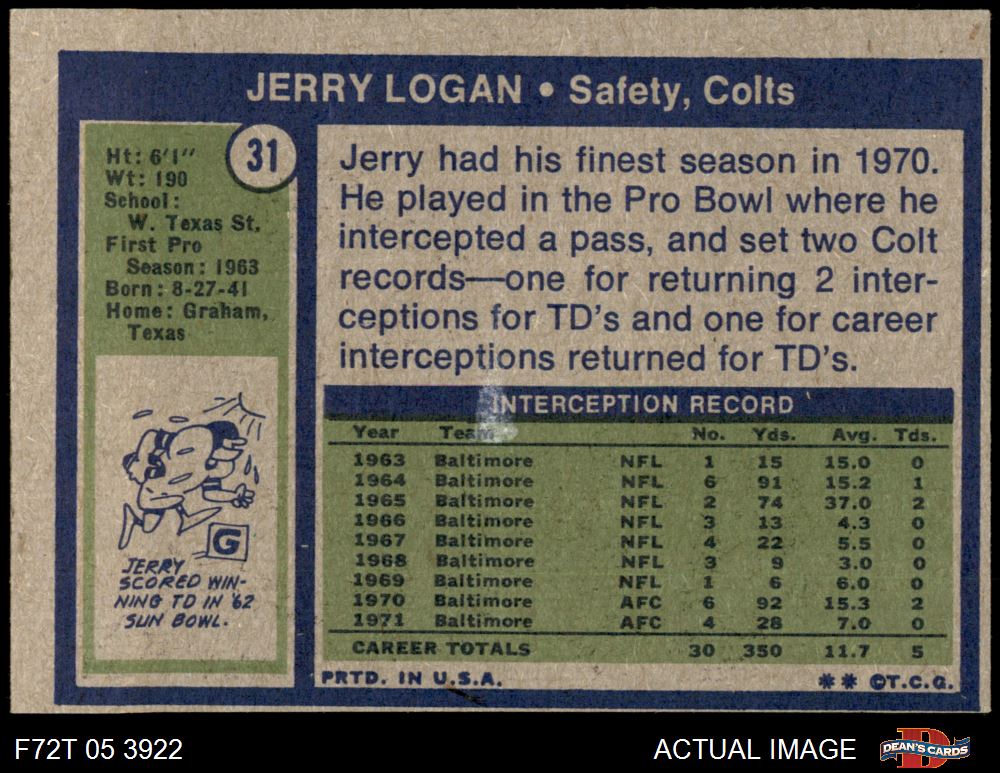 JERRY LOGAN • Safety, Colts
31
Ht: 6'1"
Wt: 190
School:
W. Texas St.
First Pro
Season: 1963
Born: 8-27-41
Home: Graham,
Texas
Jerry had his finest season in 1970.
He played in the Pro Bowl where he
intercepted a pass, and set two Colt
records—one for returning 2 inter-
ceptions for TD's and one for career
interceptions returned for TD's.
G
JERRY
SCORED WIN-
NING TD IN '62
SUN BOWL.
INTERCEPTION RECORD
Year Team No. Yds. Avg. Tds.
1963 Baltimore NFL 1 15 15.0 0
1964 Baltimore NFL 6 91 15.2 1
1965 Baltimore NFL 2 74 37.0 2
1966 Baltimore NFL 3 13 4.3 0
1967 Baltimore NFL 4 22 5.5 0
1968 Baltimore NFL 3 9 3.0 0
1969 Baltimore NFL 1 6 6.0 0
1970 Baltimore AFC 6 92 15.3 2
1971 Baltimore AFC 4 28 7.0 0
CAREER TOTALS 30 350 11.7 5
PRTD. IN U.S.A. ** ©T.C.G.
F72T 05 3922 ACTUAL IMAGE D DEAN'S CARDS